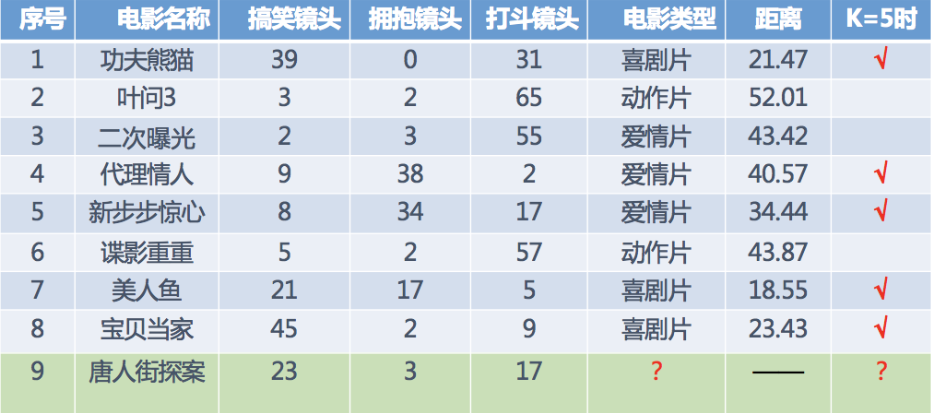 序号 电影名称 搞笑镜头 拥抱镜头 打斗镜头 电影类型 距离 K=5时
1 功夫熊猫 39 0 31 喜剧片 21.47 √
2 叶问3 3 2 65 动作片 52.01
3 二次曝光 2 3 55 爱情片 43.42
4 代理情人 9 38 2 爱情片 40.57 √
5 新步步惊心 8 34 17 爱情片 34.44 √
6 谍影重重 5 2 57 动作片 43.87
7 美人鱼 21 17 5 喜剧片 18.55 √
8 宝贝当家 45 2 9 喜剧片 23.43 √
9 唐人街探案 23 3 17 ? —— ?